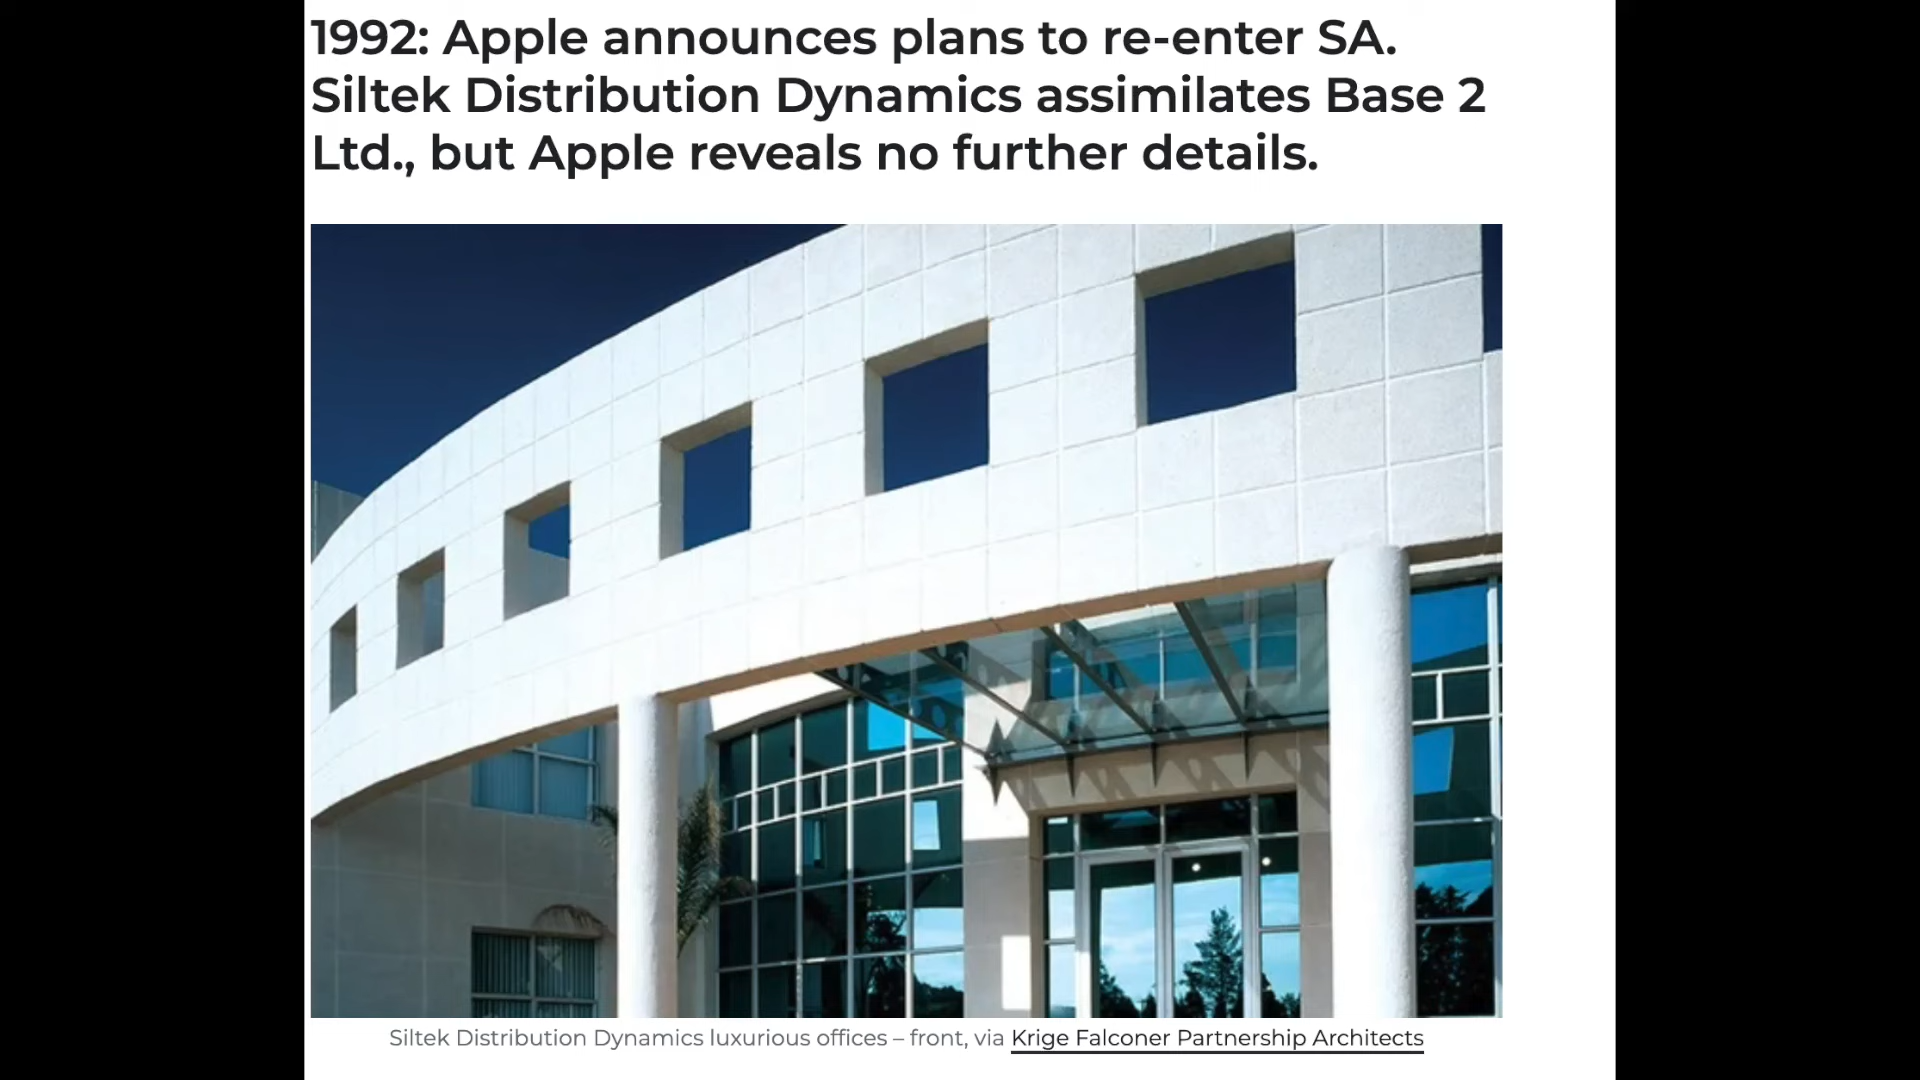 1992: Apple announces plans to re-enter SA.
Siltek Distribution Dynamics assimilates Base 2
Ltd., but Apple reveals no further details.
Siltek Distribution Dynamics luxurious offices – front, via Krige Falconer Partnership Architects